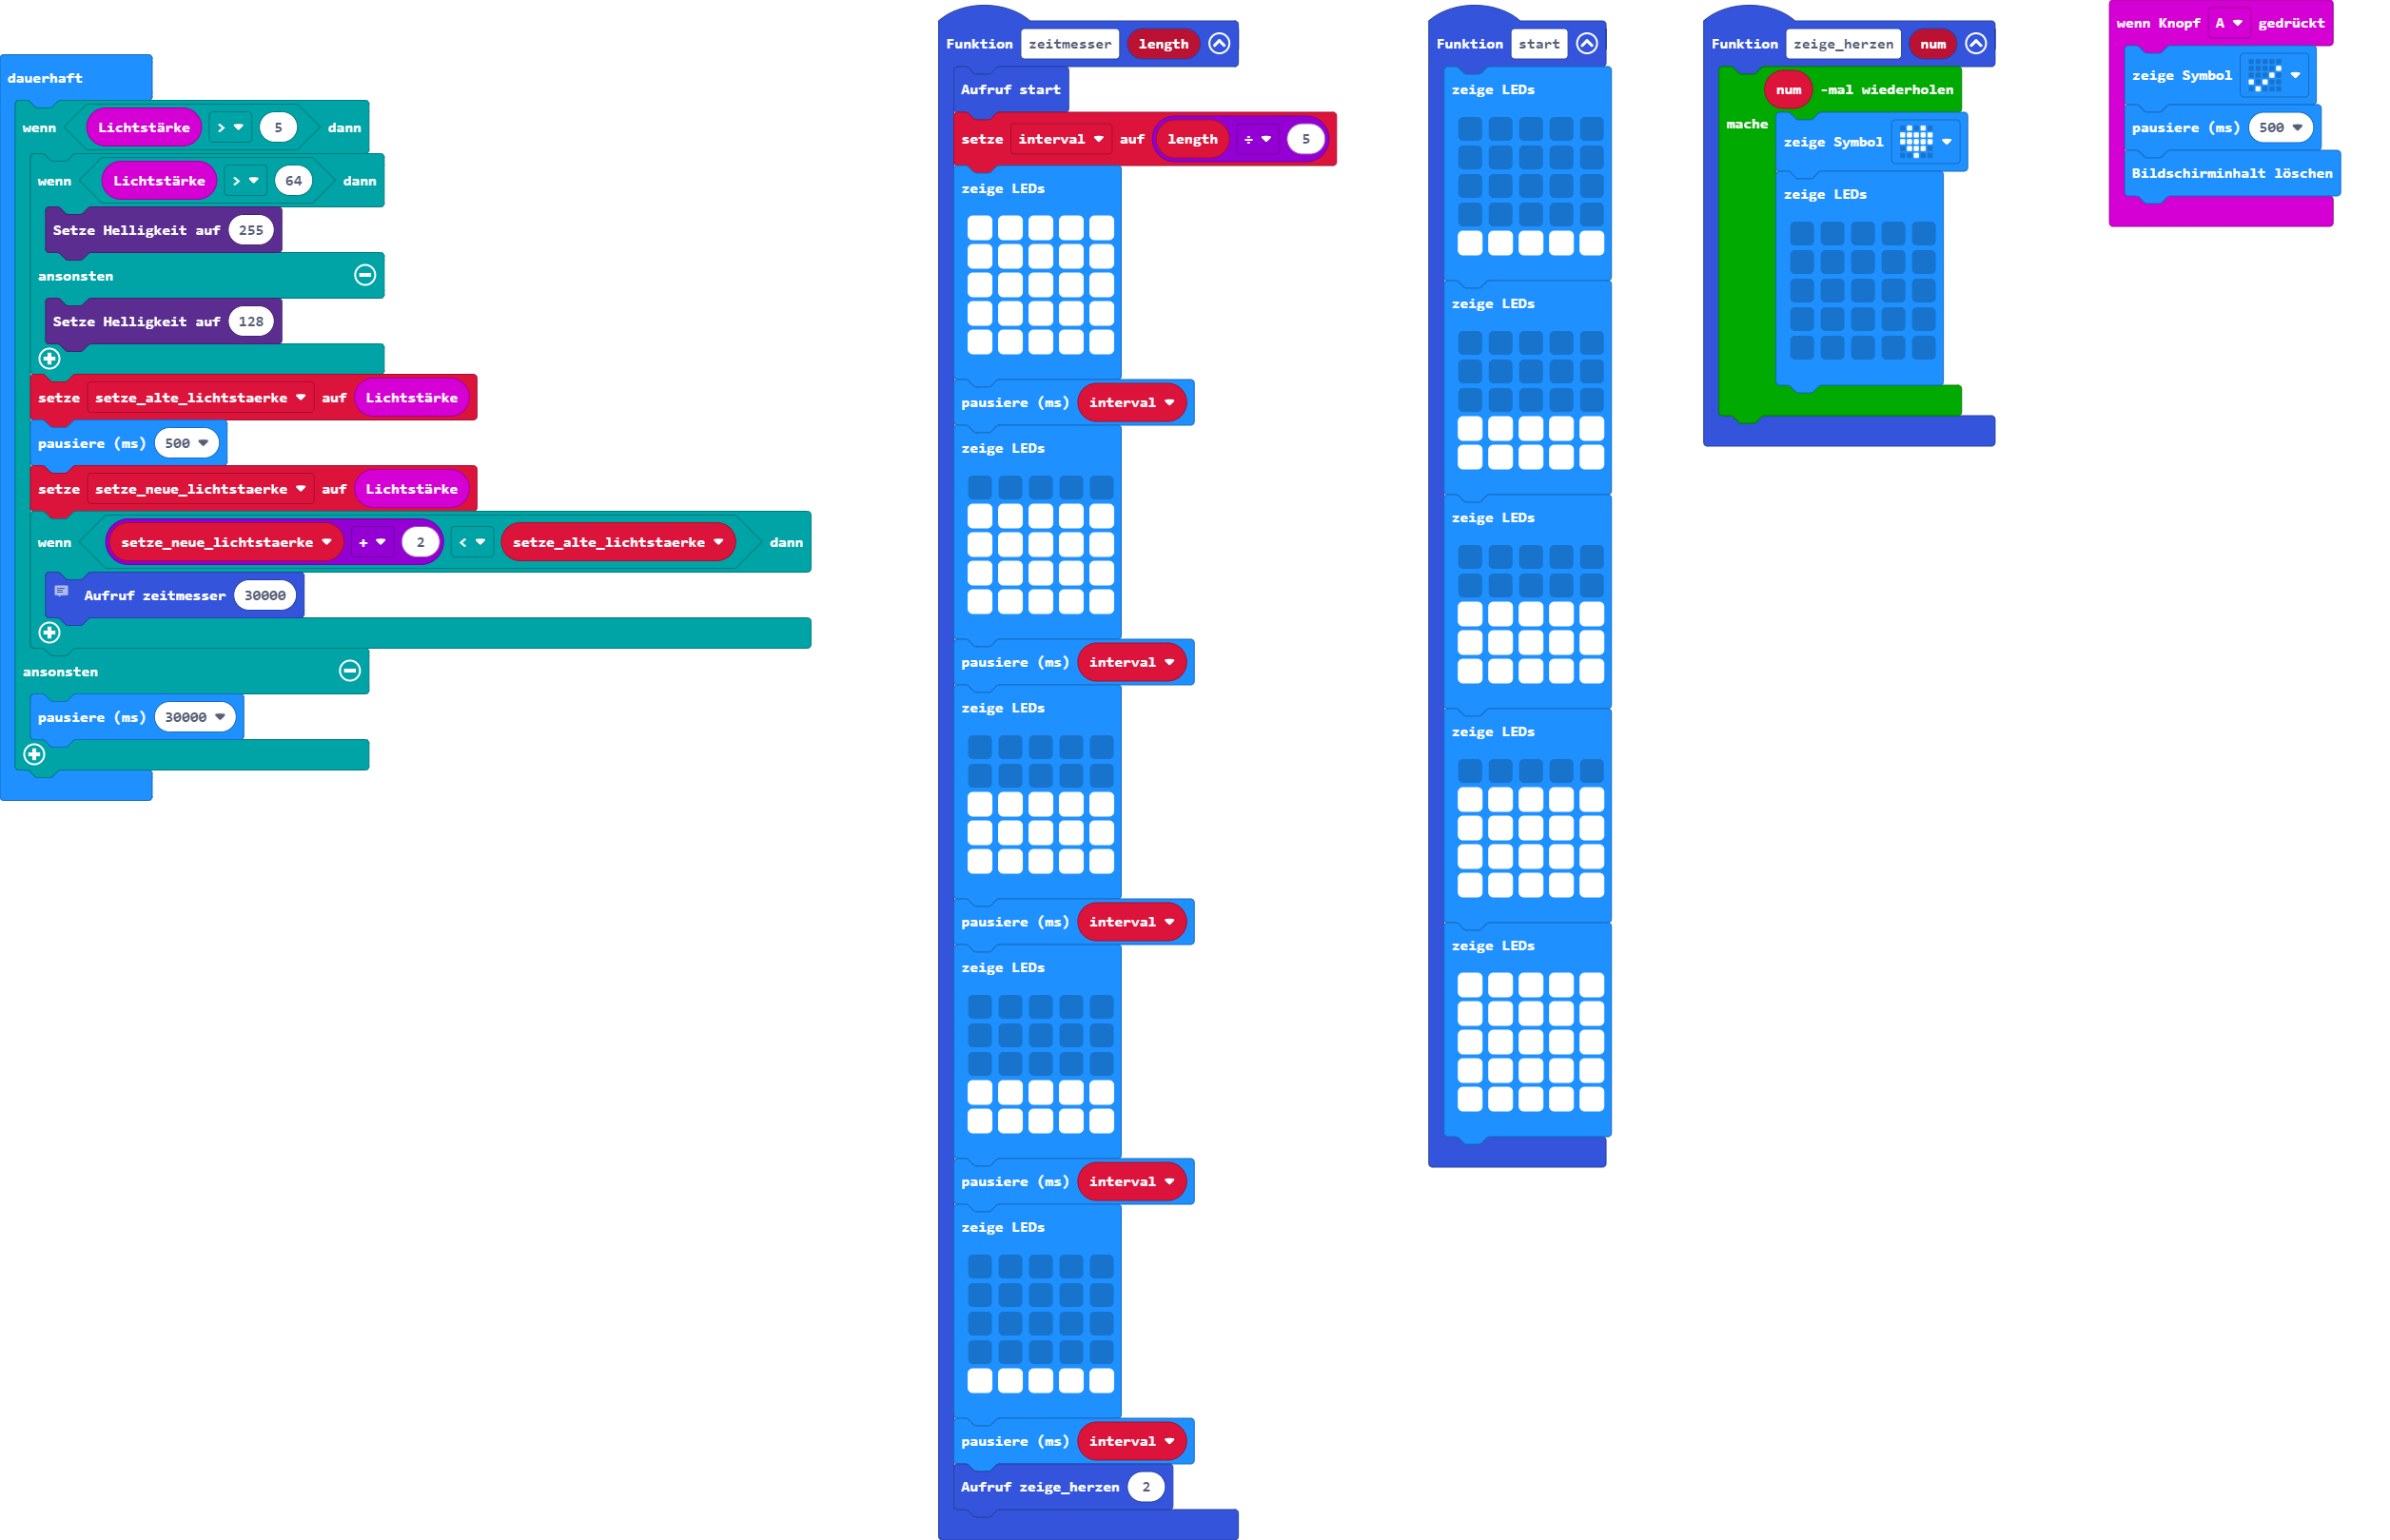 dauerhaft
wenn Lichtstärke > 5 dann
wenn Lichtstärke > 64 dann
Setze Helligkeit auf 255
ansonsten
Setze Helligkeit auf 128
setze setze_alte_lichtstaerke auf Lichtstärke
pausiere (ms) 500
setze setze_neue_lichtstaerke auf Lichtstärke
wenn setze_neue_lichtstaerke + 2 < setze_alte_lichtstaerke dann
Aufruf zeitmesser 30000
ansonsten
pausiere (ms) 30000
Funktion zeitmesser length
Aufruf start
setze interval auf length ÷ 5
zeige LEDs
pausiere (ms) interval
zeige LEDs
pausiere (ms) interval
zeige LEDs
pausiere (ms) interval
zeige LEDs
pausiere (ms) interval
zeige LEDs
pausiere (ms) interval
Aufruf zeige_herzen 2
Funktion start
zeige LEDs
zeige LEDs
zeige LEDs
zeige LEDs
zeige LEDs
Funktion zeige_herzen num
num -mal wiederholen
mache
zeige Symbol
zeige LEDs
wenn Knopf A gedrückt
zeige Symbol
pausiere (ms) 500
Bildschirminhalt löschen